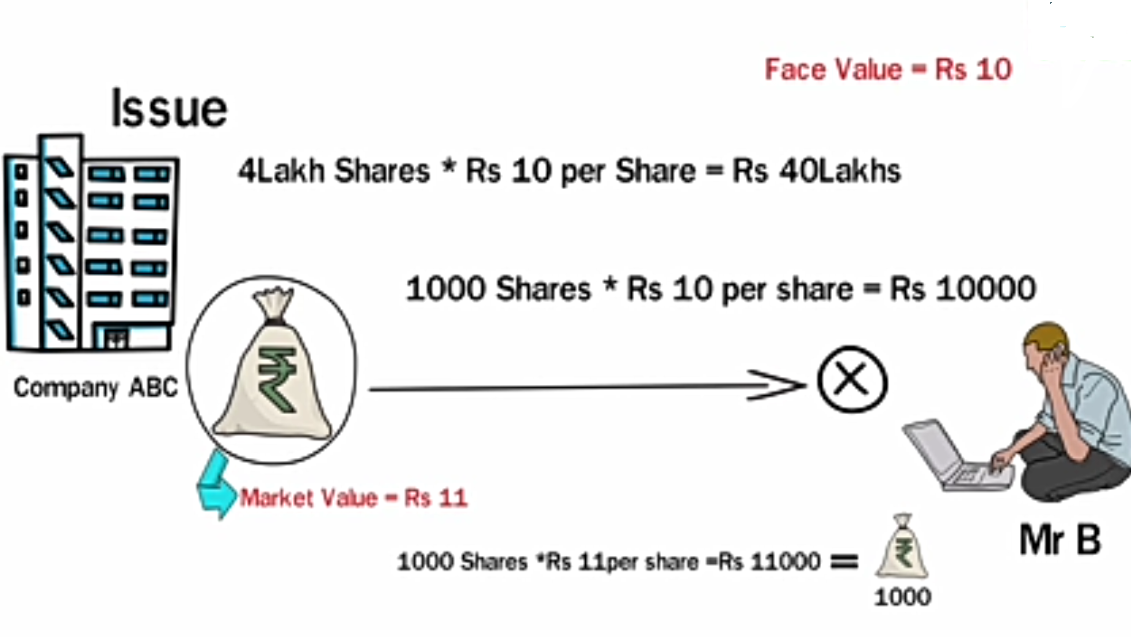 Face Value = Rs 10
Issue
4Lakh Shares * Rs 10 per Share = Rs 40Lakhs
1000 Shares * Rs 10 per share = Rs 10000
Company ABC
₹
Market Value = Rs 11
Mr B
1000 Shares *Rs 11per share =Rs 11000 = ₹
1000